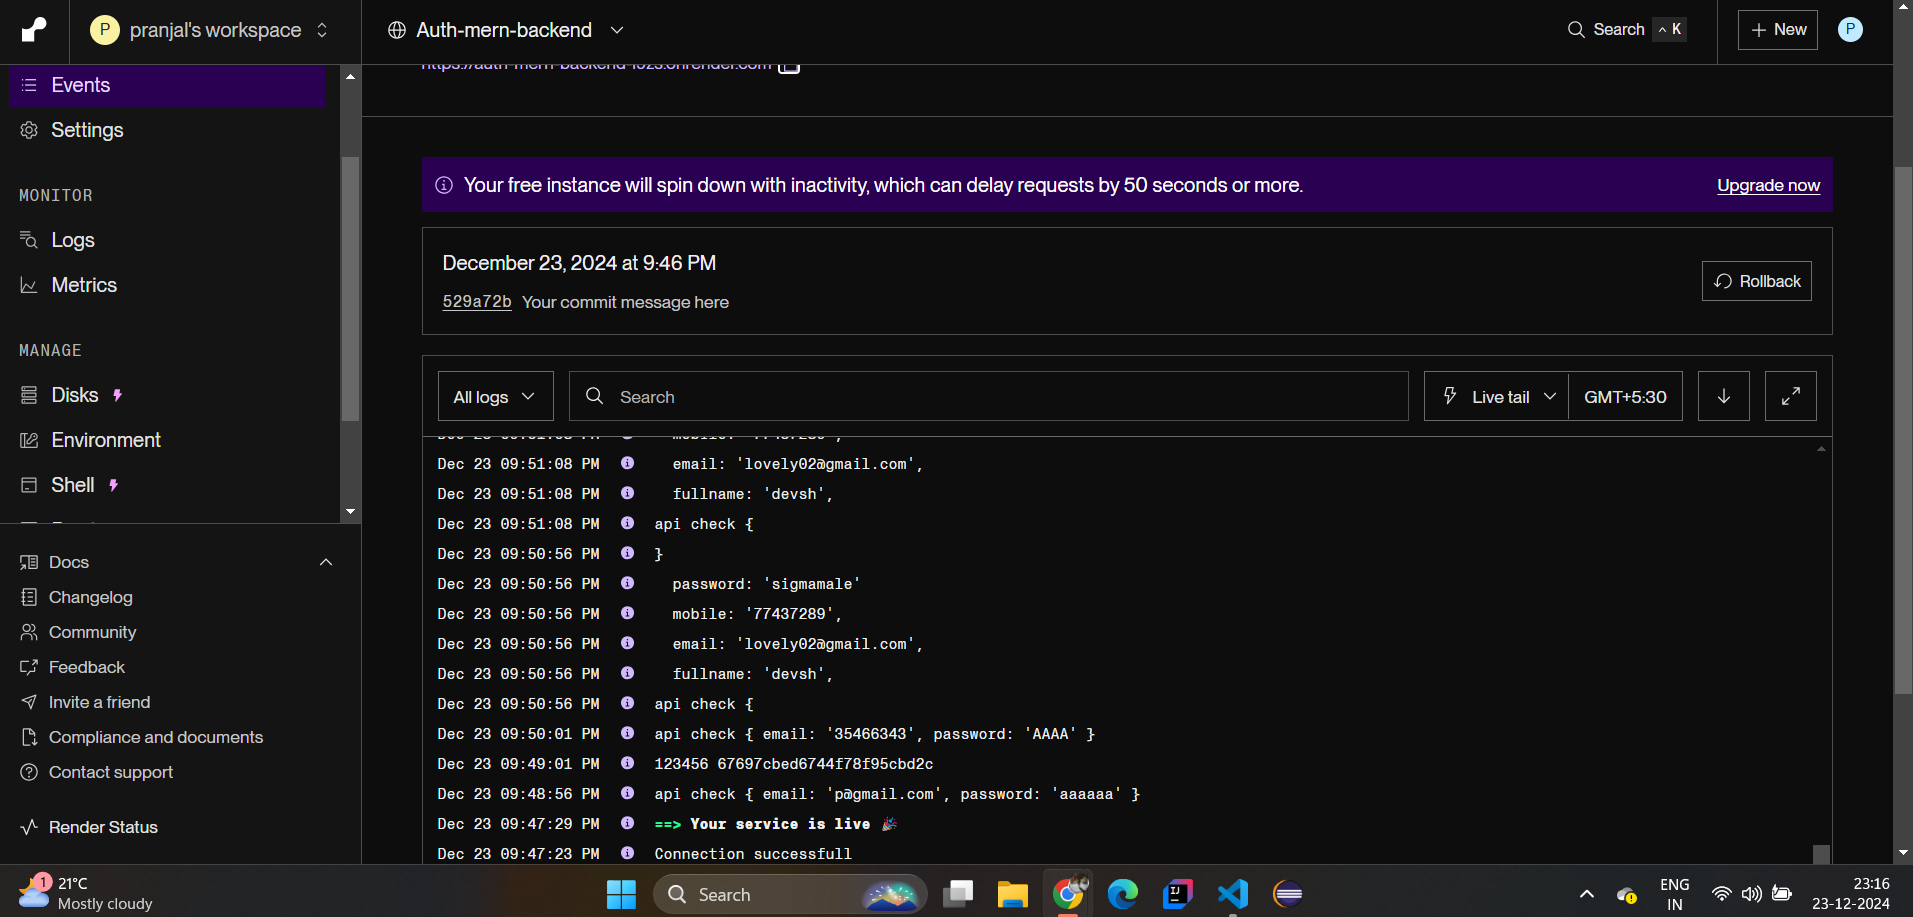 P pranjal's workspace
Auth-mern-backend
Search ^ K
+ New
P
Events
Settings
MONITOR
Logs
Metrics
MANAGE
Disks
Environment
Shell
Docs
Changelog
Community
Feedback
Invite a friend
Compliance and documents
Contact support
Render Status
Your free instance will spin down with inactivity, which can delay requests by 50 seconds or more.
Upgrade now
December 23, 2024 at 9:46 PM
529a72b Your commit message here
Rollback
All logs
Search
Live tail
GMT+5:30
Dec 23 09:51:08 PM email: 'lovely02@gmail.com',
Dec 23 09:51:08 PM fullname: 'devsh',
Dec 23 09:51:08 PM api check {
Dec 23 09:50:56 PM }
Dec 23 09:50:56 PM password: 'sigmamale'
Dec 23 09:50:56 PM mobile: '77437289',
Dec 23 09:50:56 PM email: 'lovely02@gmail.com',
Dec 23 09:50:56 PM fullname: 'devsh',
Dec 23 09:50:56 PM api check {
Dec 23 09:50:01 PM api check { email: '35466343', password: 'AAAA' }
Dec 23 09:49:01 PM 123456 67697cbed6744f78f95cbd2c
Dec 23 09:48:56 PM api check { email: 'p@gmail.com', password: 'aaaaaa' }
Dec 23 09:47:29 PM ==> Your service is live 🎉
Dec 23 09:47:23 PM Connection successfull
1
21°C
Mostly cloudy
Search
ENG
IN
23:16
23-12-2024